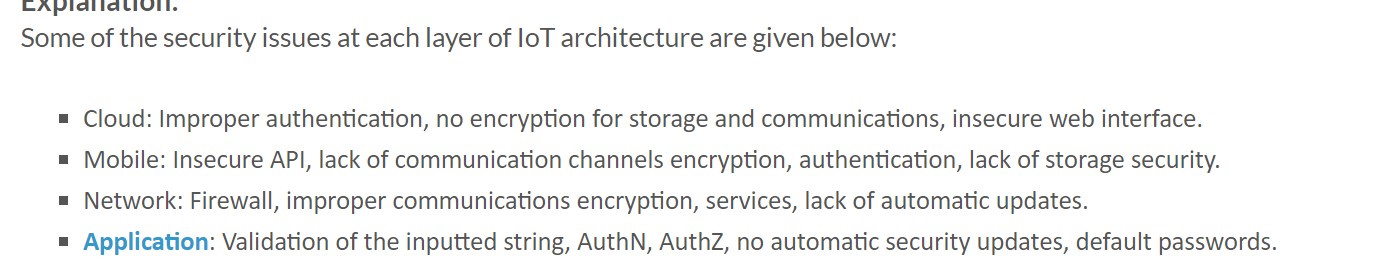 Explanation:
Some of the security issues at each layer of IoT architecture are given below:
▪ Cloud: Improper authentication, no encryption for storage and communications, insecure web interface.
▪ Mobile: Insecure API, lack of communication channels encryption, authentication, lack of storage security.
▪ Network: Firewall, improper communications encryption, services, lack of automatic updates.
▪ Application: Validation of the inputted string, AuthN, AuthZ, no automatic security updates, default passwords.